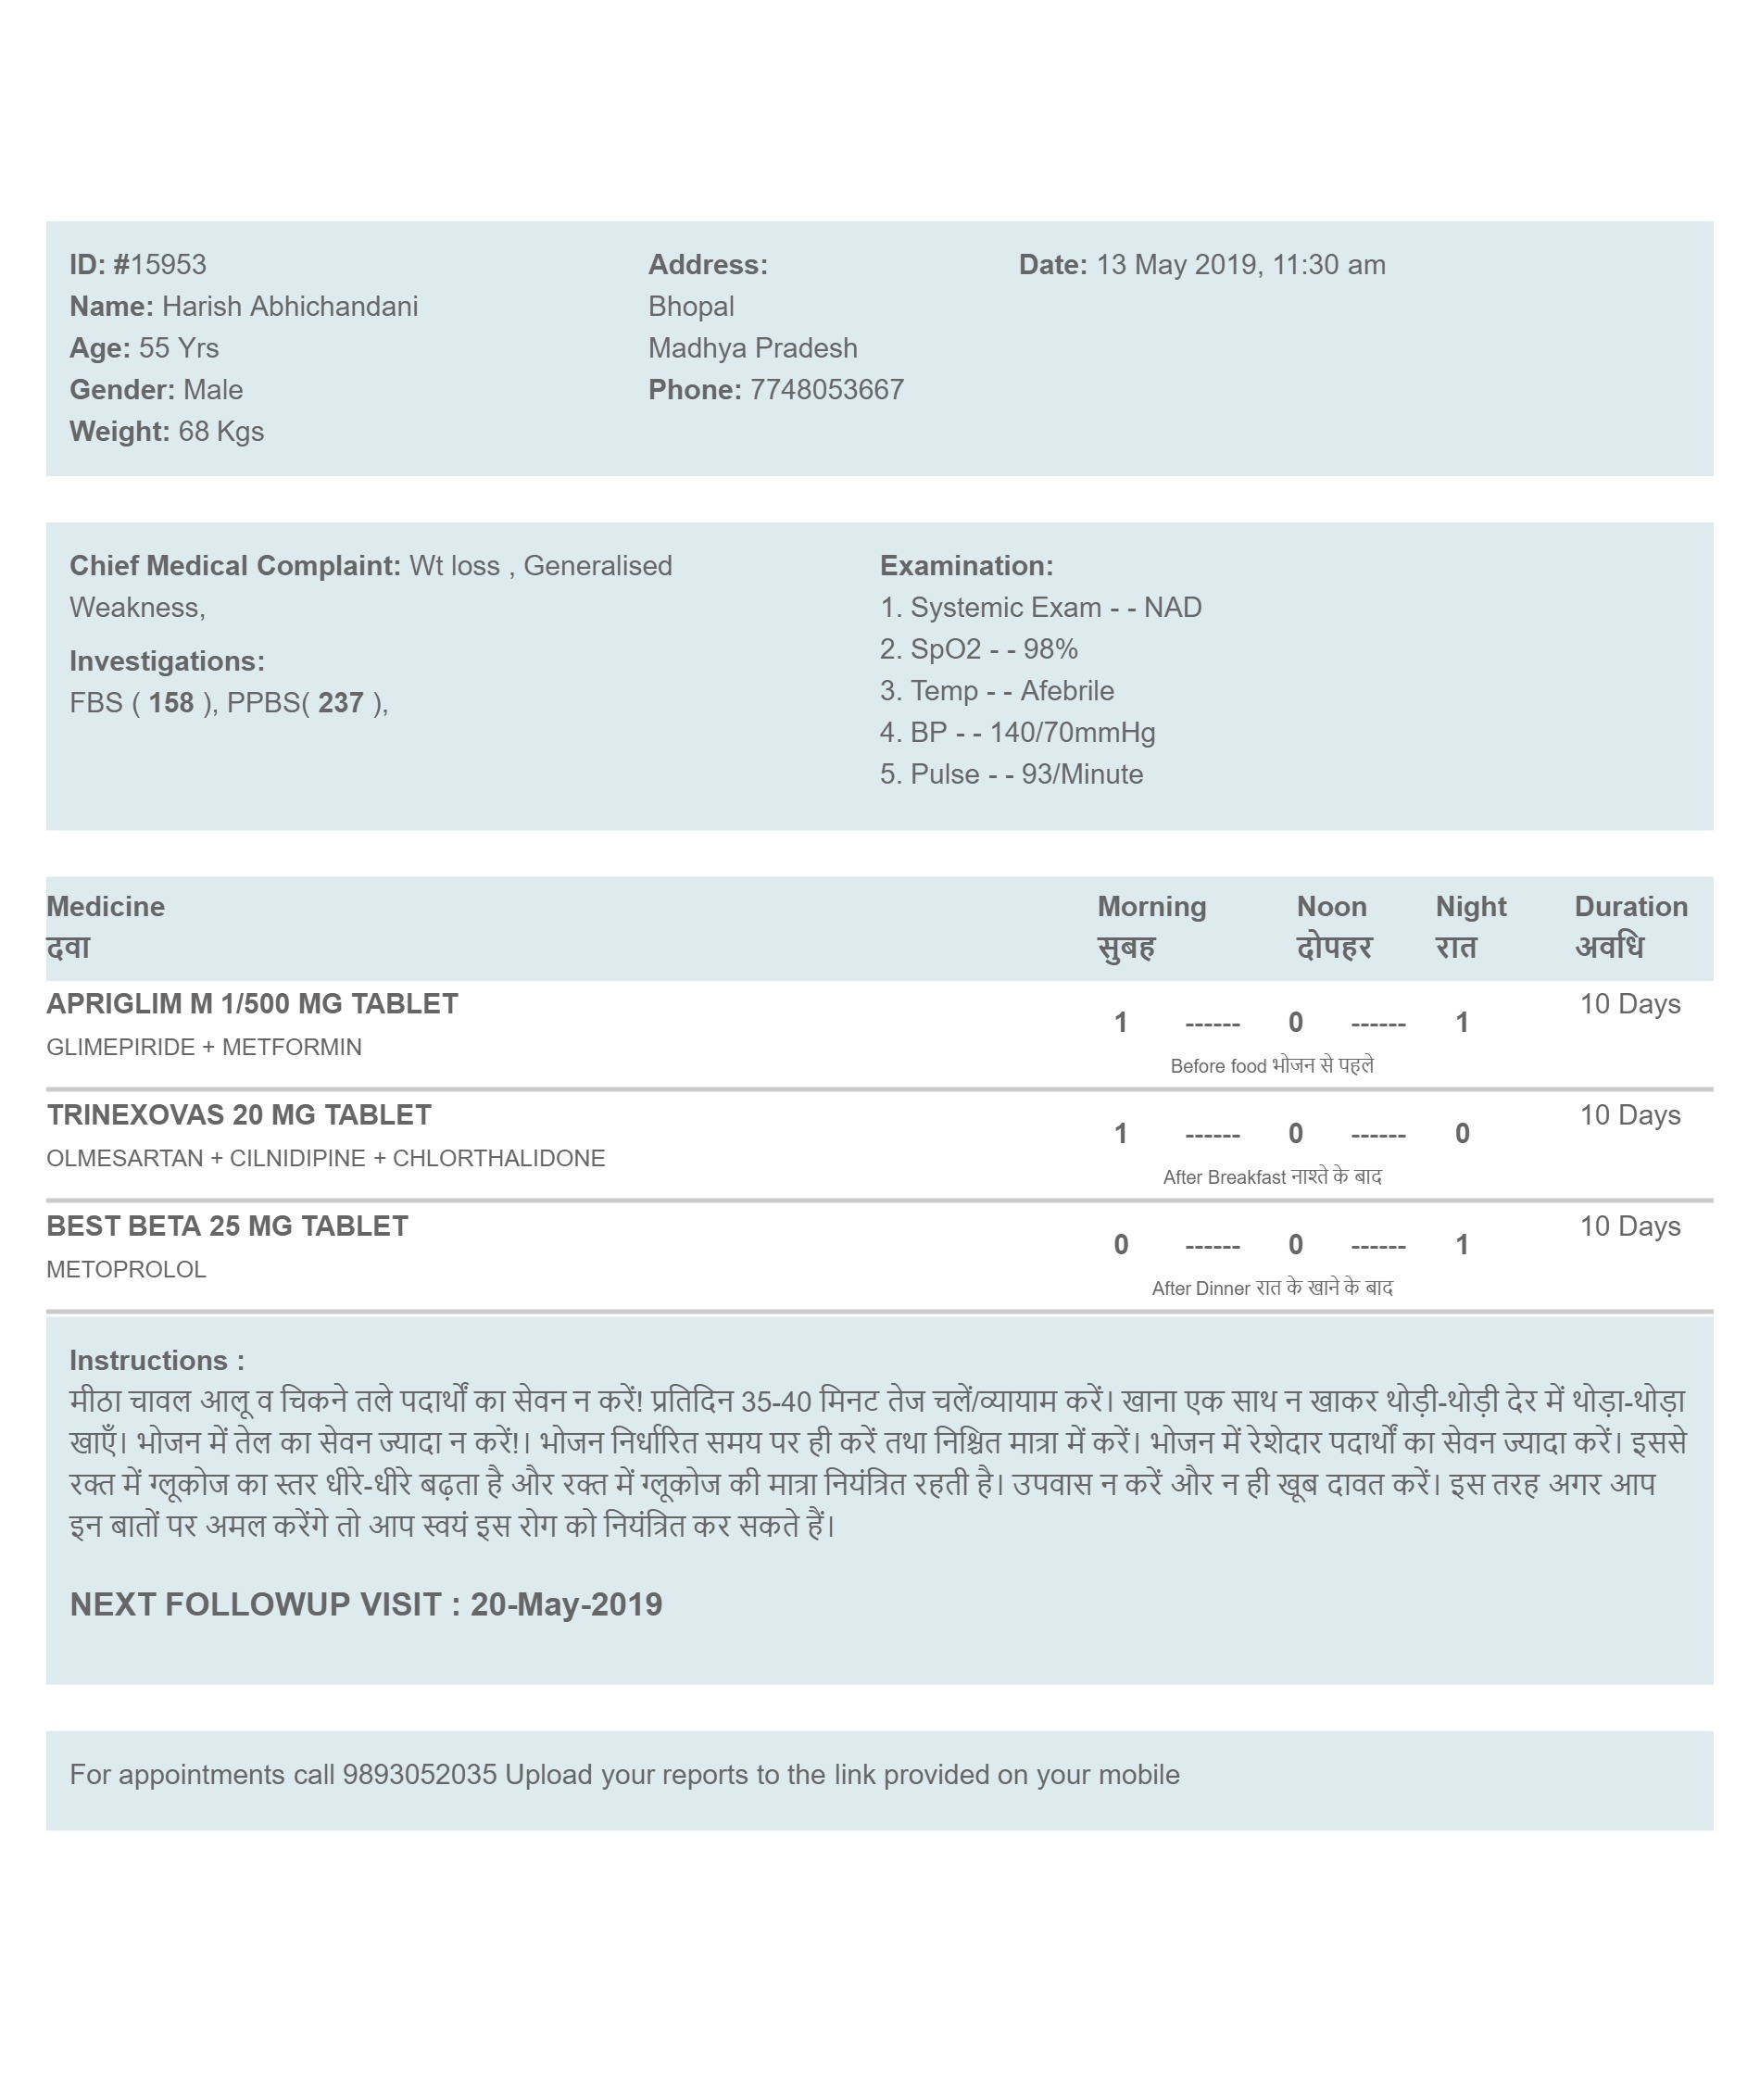 ID: #15953
Name: Harish Abhichandani
Age: 55 Yrs
Gender: Male
Weight: 68 Kgs
Address:
Bhopal
Madhya Pradesh
Phone: 7748053667
Date: 13 May 2019, 11:30 am
Chief Medical Complaint: Wt loss , Generalised
Weakness,
Investigations:
FBS ( 158 ), PPBS( 237 ),
Examination:
1. Systemic Exam - - NAD
2. SpO2 - - 98%
3. Temp - - Afebrile
4. BP - - 140/70mmHg
5. Pulse - - 93/Minute
Medicine Morning Noon Night Duration
दवा सुबह दोपहर रात अवधि
APRIGLIM M 1/500 MG TABLET 10 Days
1 ------ 0 ------ 1
GLIMEPIRIDE + METFORMIN
Before food भोजन से पहले
TRINEXOVAS 20 MG TABLET 10 Days
1 ------ 0 ------ 0
OLMESARTAN + CILNIDIPINE + CHLORTHALIDONE
After Breakfast नाश्ते के बाद
BEST BETA 25 MG TABLET 10 Days
0 ------ 0 ------ 1
METOPROLOL
After Dinner रात के खाने के बाद
Instructions :
मीठा चावल आलू व चिकने तले पदार्थों का सेवन न करें! प्रतिदिन 35-40 मिनट तेज चलें/व्यायाम करें। खाना एक साथ न खाकर थोड़ी-थोड़ी देर में थोड़ा-थोड़ा
खाएँ। भोजन में तेल का सेवन ज्यादा न करें!। भोजन निर्धारित समय पर ही करें तथा निश्चित मात्रा में करें। भोजन में रेशेदार पदार्थों का सेवन ज्यादा करें। इससे
रक्त में ग्लूकोज का स्तर धीरे-धीरे बढ़ता है और रक्त में ग्लूकोज की मात्रा नियंत्रित रहती है। उपवास न करें और न ही खूब दावत करें। इस तरह अगर आप
इन बातों पर अमल करेंगे तो आप स्वयं इस रोग को नियंत्रित कर सकते हैं।
NEXT FOLLOWUP VISIT : 20-May-2019
For appointments call 9893052035 Upload your reports to the link provided on your mobile